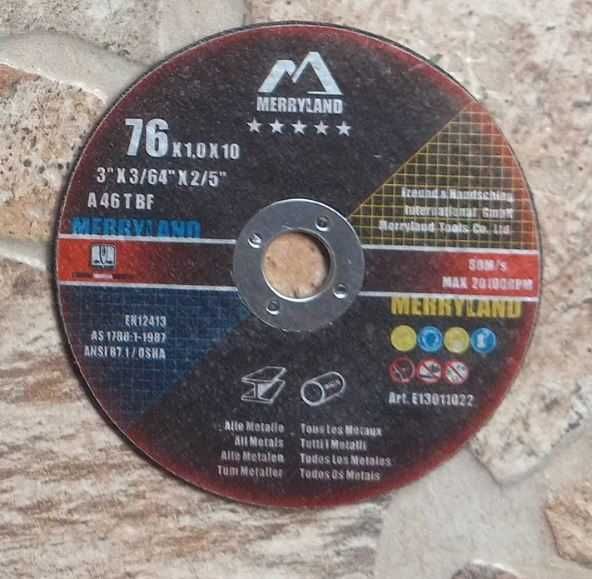 MERRYLAND
76 X 1,0 X 10
3" X 3/64" X 2/5"
A 46 T BF
MERRYLAND
Freund & Handsching
International GmbH
Merryland Tools Co. Ltd.
80M/s
MAX 20100RPM
MERRYLAND
EN12413
AS 1788:1-1987
ANSI B7.1 / OSHA
Art. E13011022
Alle Metalle
All Metals
Alle Metalen
Tum Metaller
Tous Les Metaux
Tutti I Metalli
Todos Los Metales
Todos Os Metais